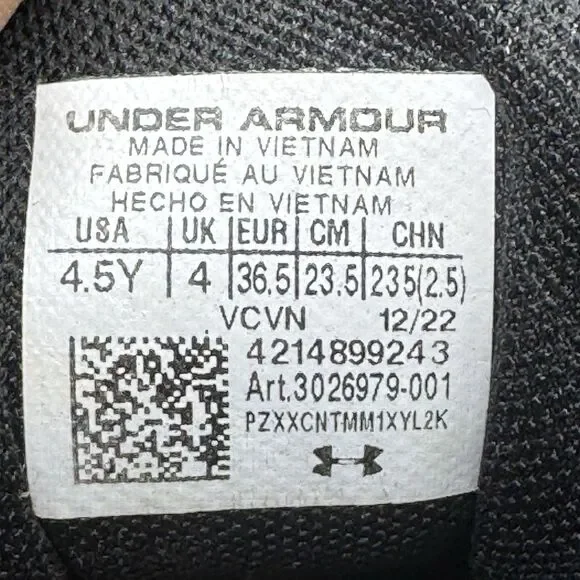 UNDER ARMOUR
MADE IN VIETNAM
FABRIQUÉ AU VIETNAM
HECHO EN VIETNAM
USA UK EUR CM CHN
4.5Y 4 36.5 23.5 235(2.5)
VCVN 12/22
4214899243
Art.3026979-001
PZXXCNTMM1XYL2K